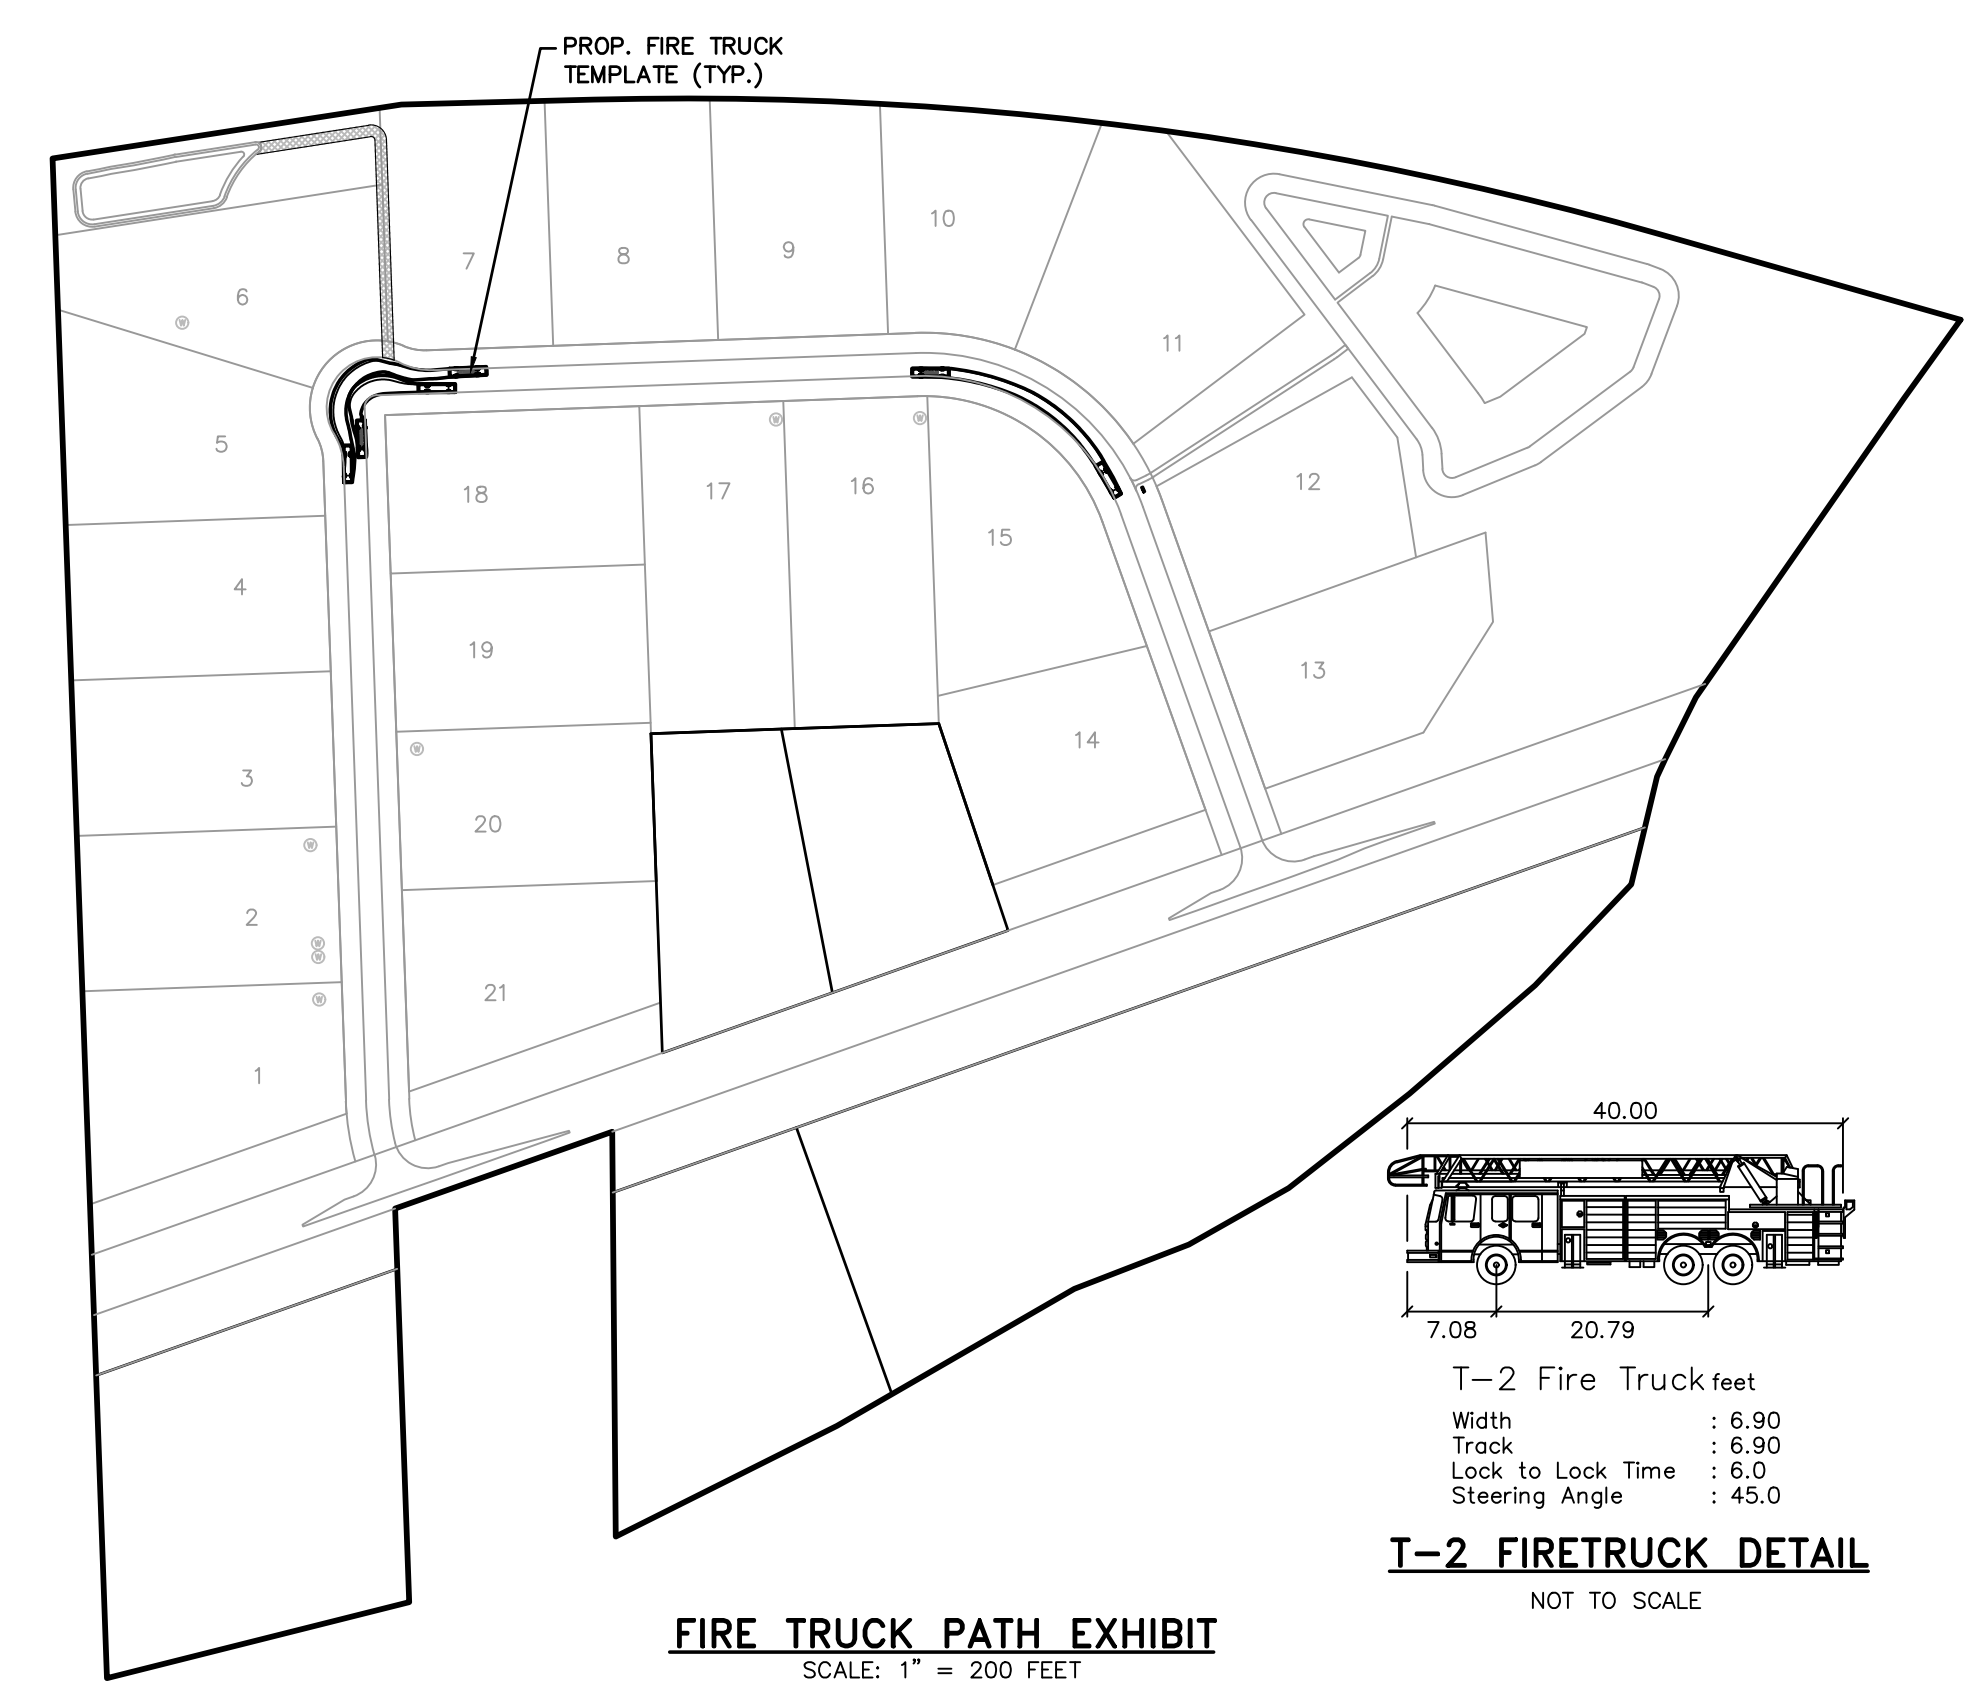 PROP. FIRE TRUCK
TEMPLATE (TYP.)
10
9
8
7
6
W
11
5
W
W
12
16
17
18
15
4
19
13
14
W
3
20
W
2
W
W
21
W
1
40.00
7.08
20.79
T-2 Fire Truck feet
Width : 6.90
Track : 6.90
Lock to Lock Time : 6.0
Steering Angle : 45.0
T-2 FIRETRUCK DETAIL
NOT TO SCALE
FIRE TRUCK PATH EXHIBIT
SCALE: 1" = 200 FEET